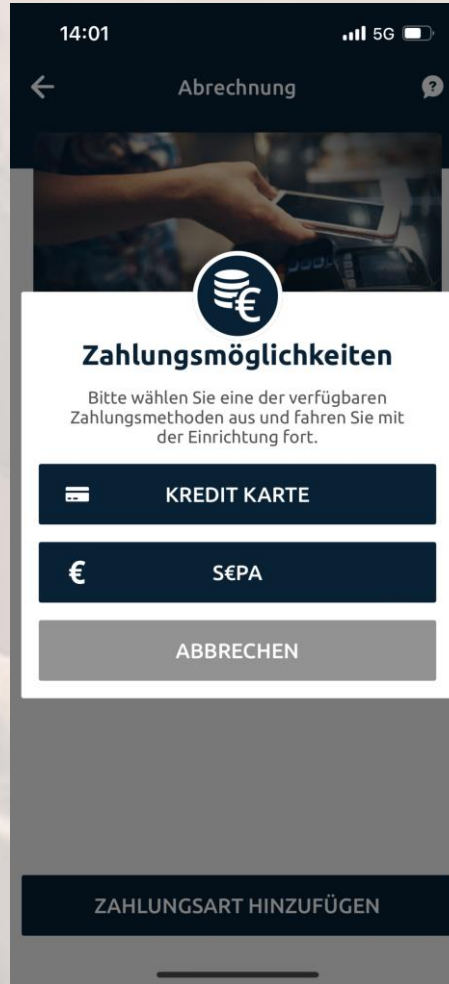 14:01
5G
Abrechnung
Zahlungsmöglichkeiten
Bitte wählen Sie eine der verfügbaren
Zahlungsmethoden aus und fahren Sie mit
der Einrichtung fort.
KREDIT KARTE
€ S€PA
ABBRECHEN
ZAHLUNGSART HINZUFÜGEN